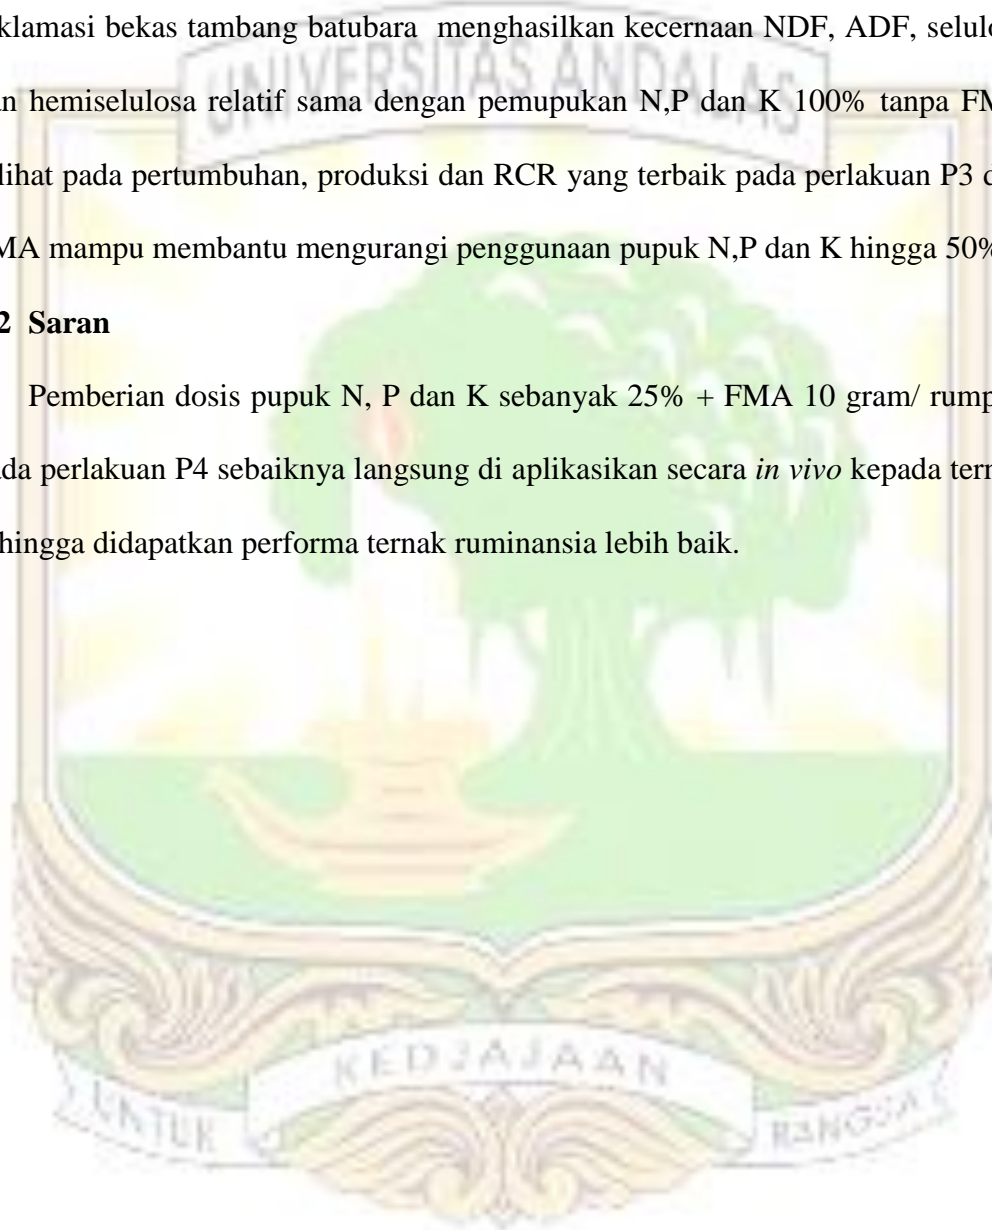 klamasi bekas tambang batubara menghasilkan kecernaan NDF, ADF, selulo
UNIVERSITAS ANDALAS
n hemiselulosa relatif sama dengan pemupukan N,P dan K 100% tanpa FM
lihat pada pertumbuhan, produksi dan RCR yang terbaik pada perlakuan P3 d
MA mampu membantu mengurangi penggunaan pupuk N,P dan K hingga 50%
2 Saran
Pemberian dosis pupuk N, P dan K sebanyak 25% + FMA 10 gram/ rump
da perlakuan P4 sebaiknya langsung di aplikasikan secara in vivo kepada tern
hingga didapatkan performa ternak ruminansia lebih baik.
UNTUK KEDJAJAAN BANGSA